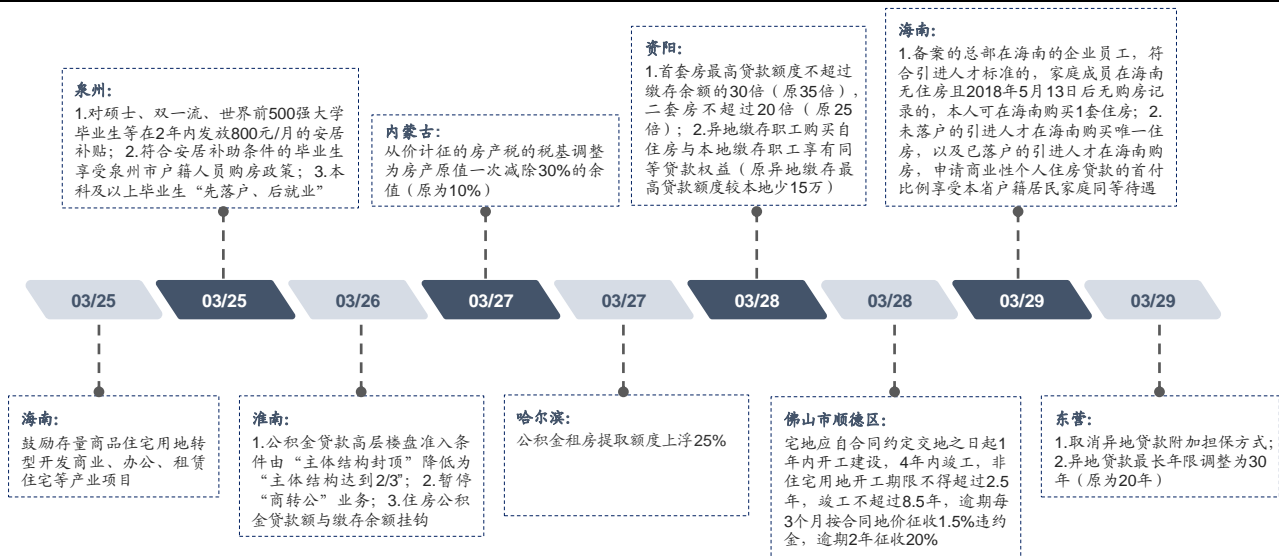 泉州：
1.对硕士、双一流、世界前500强大学
毕业生等在2年内发放800元/月的安居
补贴；2.符合安居补助条件的毕业生
享受泉州市户籍人员购房政策；3.本
科及以上毕业生“先落户、后就业”
内蒙古：
从价计征的房产税的税基调整
为房产原值一次减除30%的余
值（原为10%）
资阳：
1.首套房最高贷款额度不超过
缴存余额的30倍（原35倍），
二套房不超过20倍（原25
倍）；2.异地缴存职工购买自
住房与本地缴存职工享有同
等贷款权益（原异地缴存最
高贷款额度较本地少15万）
海南：
1.备案的总部在海南的企业员工，符
合引进人才标准的，家庭成员在海南
无住房且2018年5月13日后无购房记
录的，本人可在海南购买1套住房；2.
未落户的引进人才在海南购买唯一住
房，以及已落户的引进人才在海南购
房，申请商业性个人住房贷款的首付
比例享受本省户籍居民家庭同等待遇
03/25
03/25
03/26
03/27
03/27
03/28
03/28
03/29
03/29
海南：
鼓励存量商品住宅用地转
型开发商业、办公、租赁
住宅等产业项目
淮南：
1.公积金贷款高层楼盘准入条
件由“主体结构封顶”降低为
“主体结构达到2/3”；2.暂停
“商转公”业务；3.住房公积
金贷款额与缴存余额挂钩
哈尔滨：
公积金租房提取额度上浮25%
佛山市顺德区：
宅地应自合同约定交地之日起1
年内开工建设，4年内竣工，非
住宅用地开工期限不得超过2.5
年，竣工不超过8.5年，逾期每
3个月按合同地价征收1.5%违约
金，逾期2年征收20%
东营：
1.取消异地贷款附加担保方式；
2.异地贷款最长年限调整为30
年（原为20年）